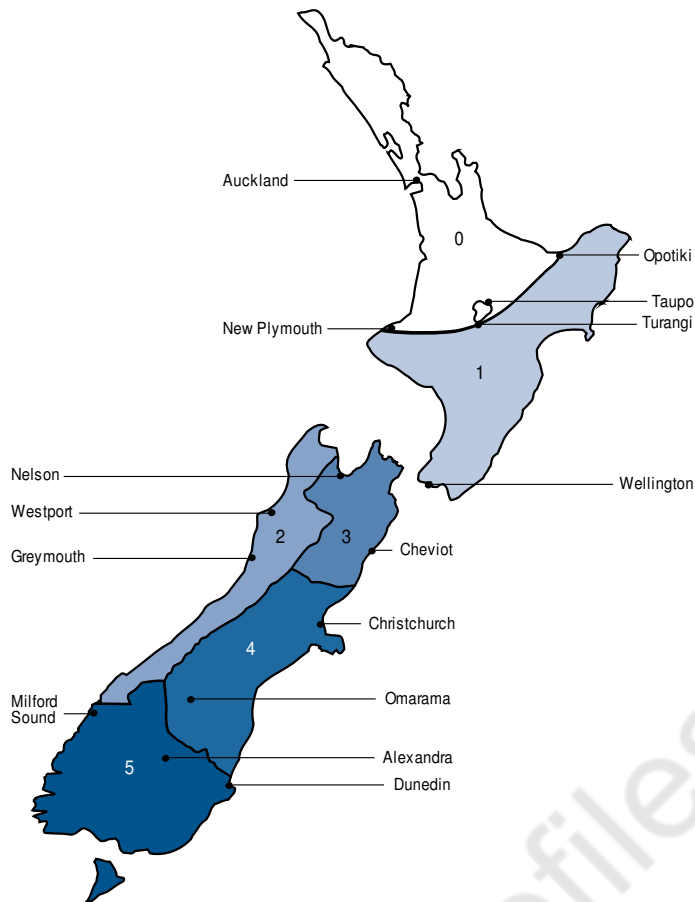 Auckland
0
Opotiki
Taupo
New Plymouth
Turangi
1
Nelson
Wellington
Westport
2
3
Greymouth
Cheviot
Christchurch
4
Omarama
Milford
Sound
Alexandra
5
Dunedin